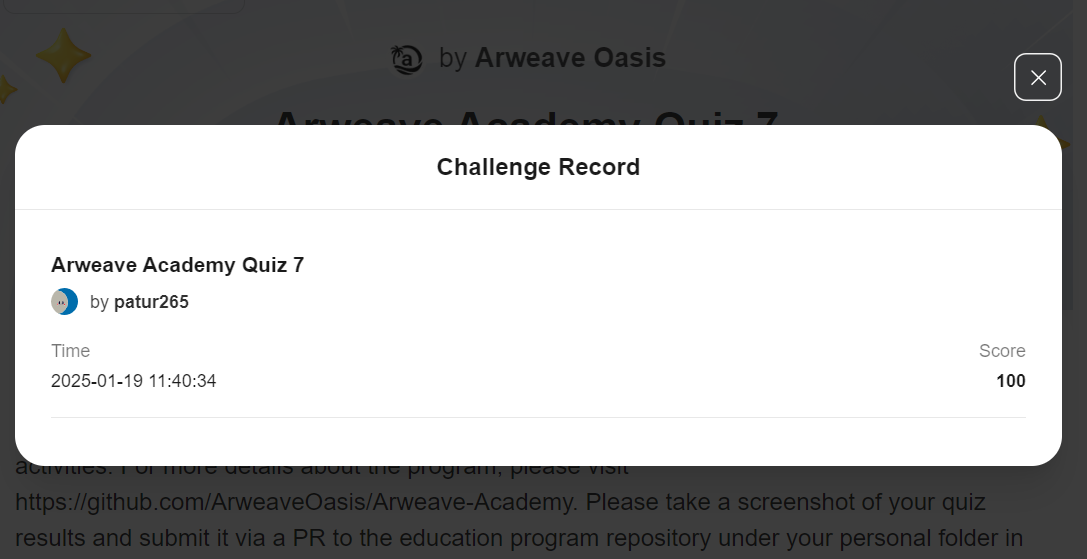 by Arweave Oasis
Arweave Academy Quiz 7
Challenge Record
Arweave Academy Quiz 7
by patur265
Time
Score
2025-01-19 11:40:34
100
activities. For more details about the program, please visit
https://github.com/ArweaveOasis/Arweave-Academy. Please take a screenshot of your quiz
results and submit it via a PR to the education program repository under your personal folder in